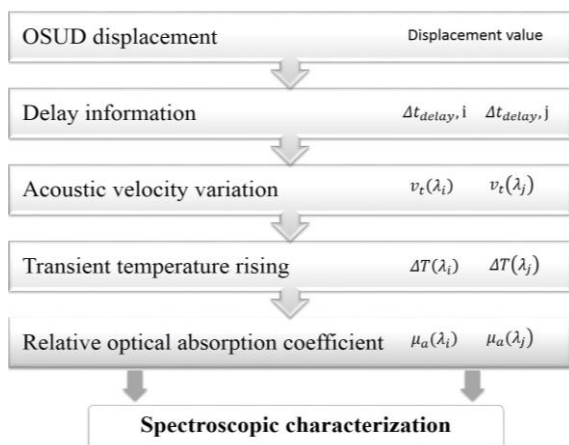 OSUD displacement Displacement value
Delay information Δt_delay,i Δt_delay,j
Acoustic velocity variation v_t(λ_i) v_t(λ_j)
Transient temperature rising ΔT(λ_i) ΔT(λ_j)
Relative optical absorption coefficient μ_a(λ_i) μ_a(λ_j)
Spectroscopic characterization